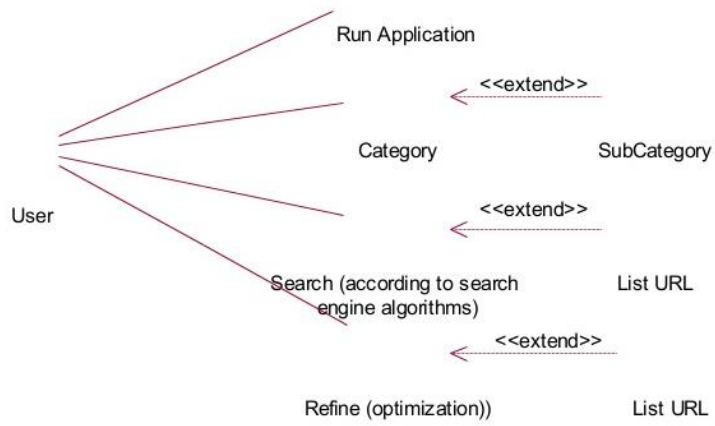 Run Application
<<extend>>
Category
SubCategory
<<extend>>
User
Search (according to search
engine algorithms)
List URL
<<extend>>
Refine (optimization))
List URL